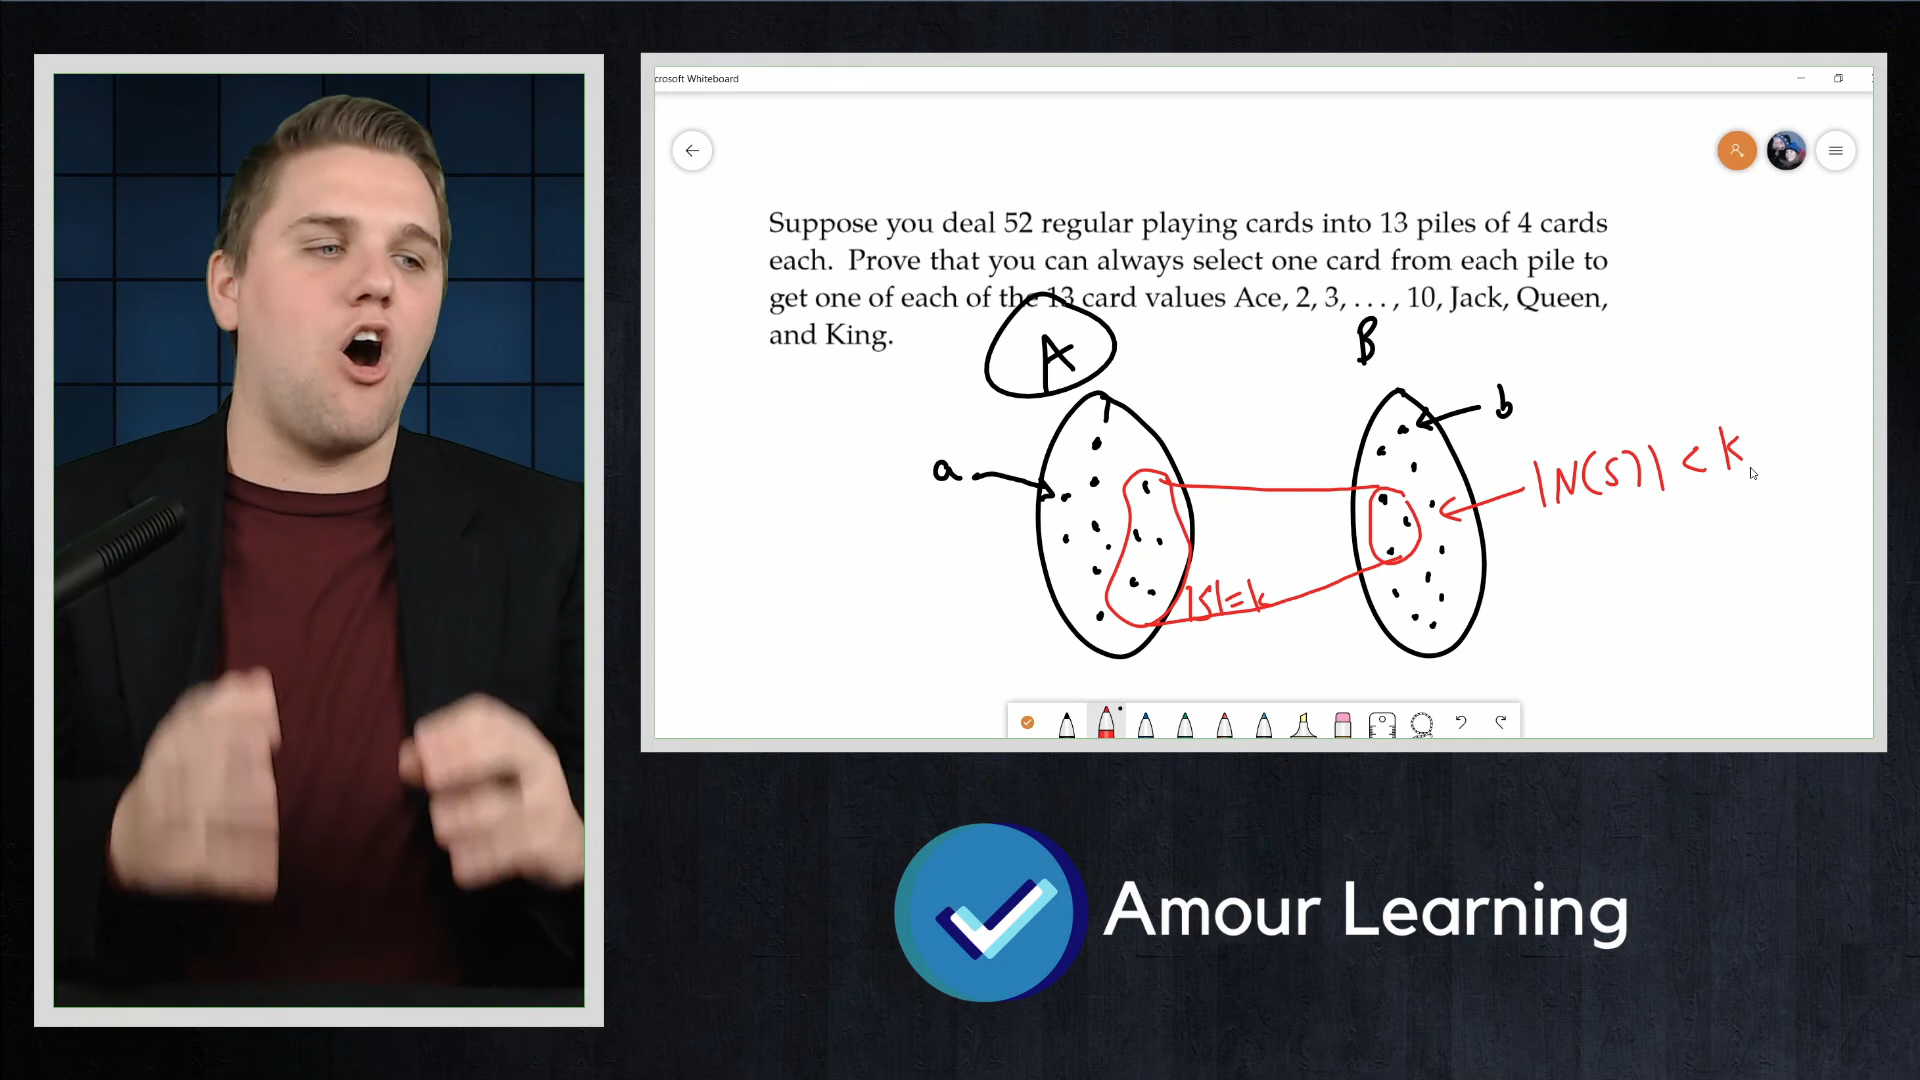 crosoft Whiteboard
Suppose you deal 52 regular playing cards into 13 piles of 4 cards
each. Prove that you can always select one card from each pile to
get one of each of the 13 card values Ace, 2, 3, . . . , 10, Jack, Queen,
and King.
A
B
a
b
|N(S)| < k
|S|=k
Amour Learning